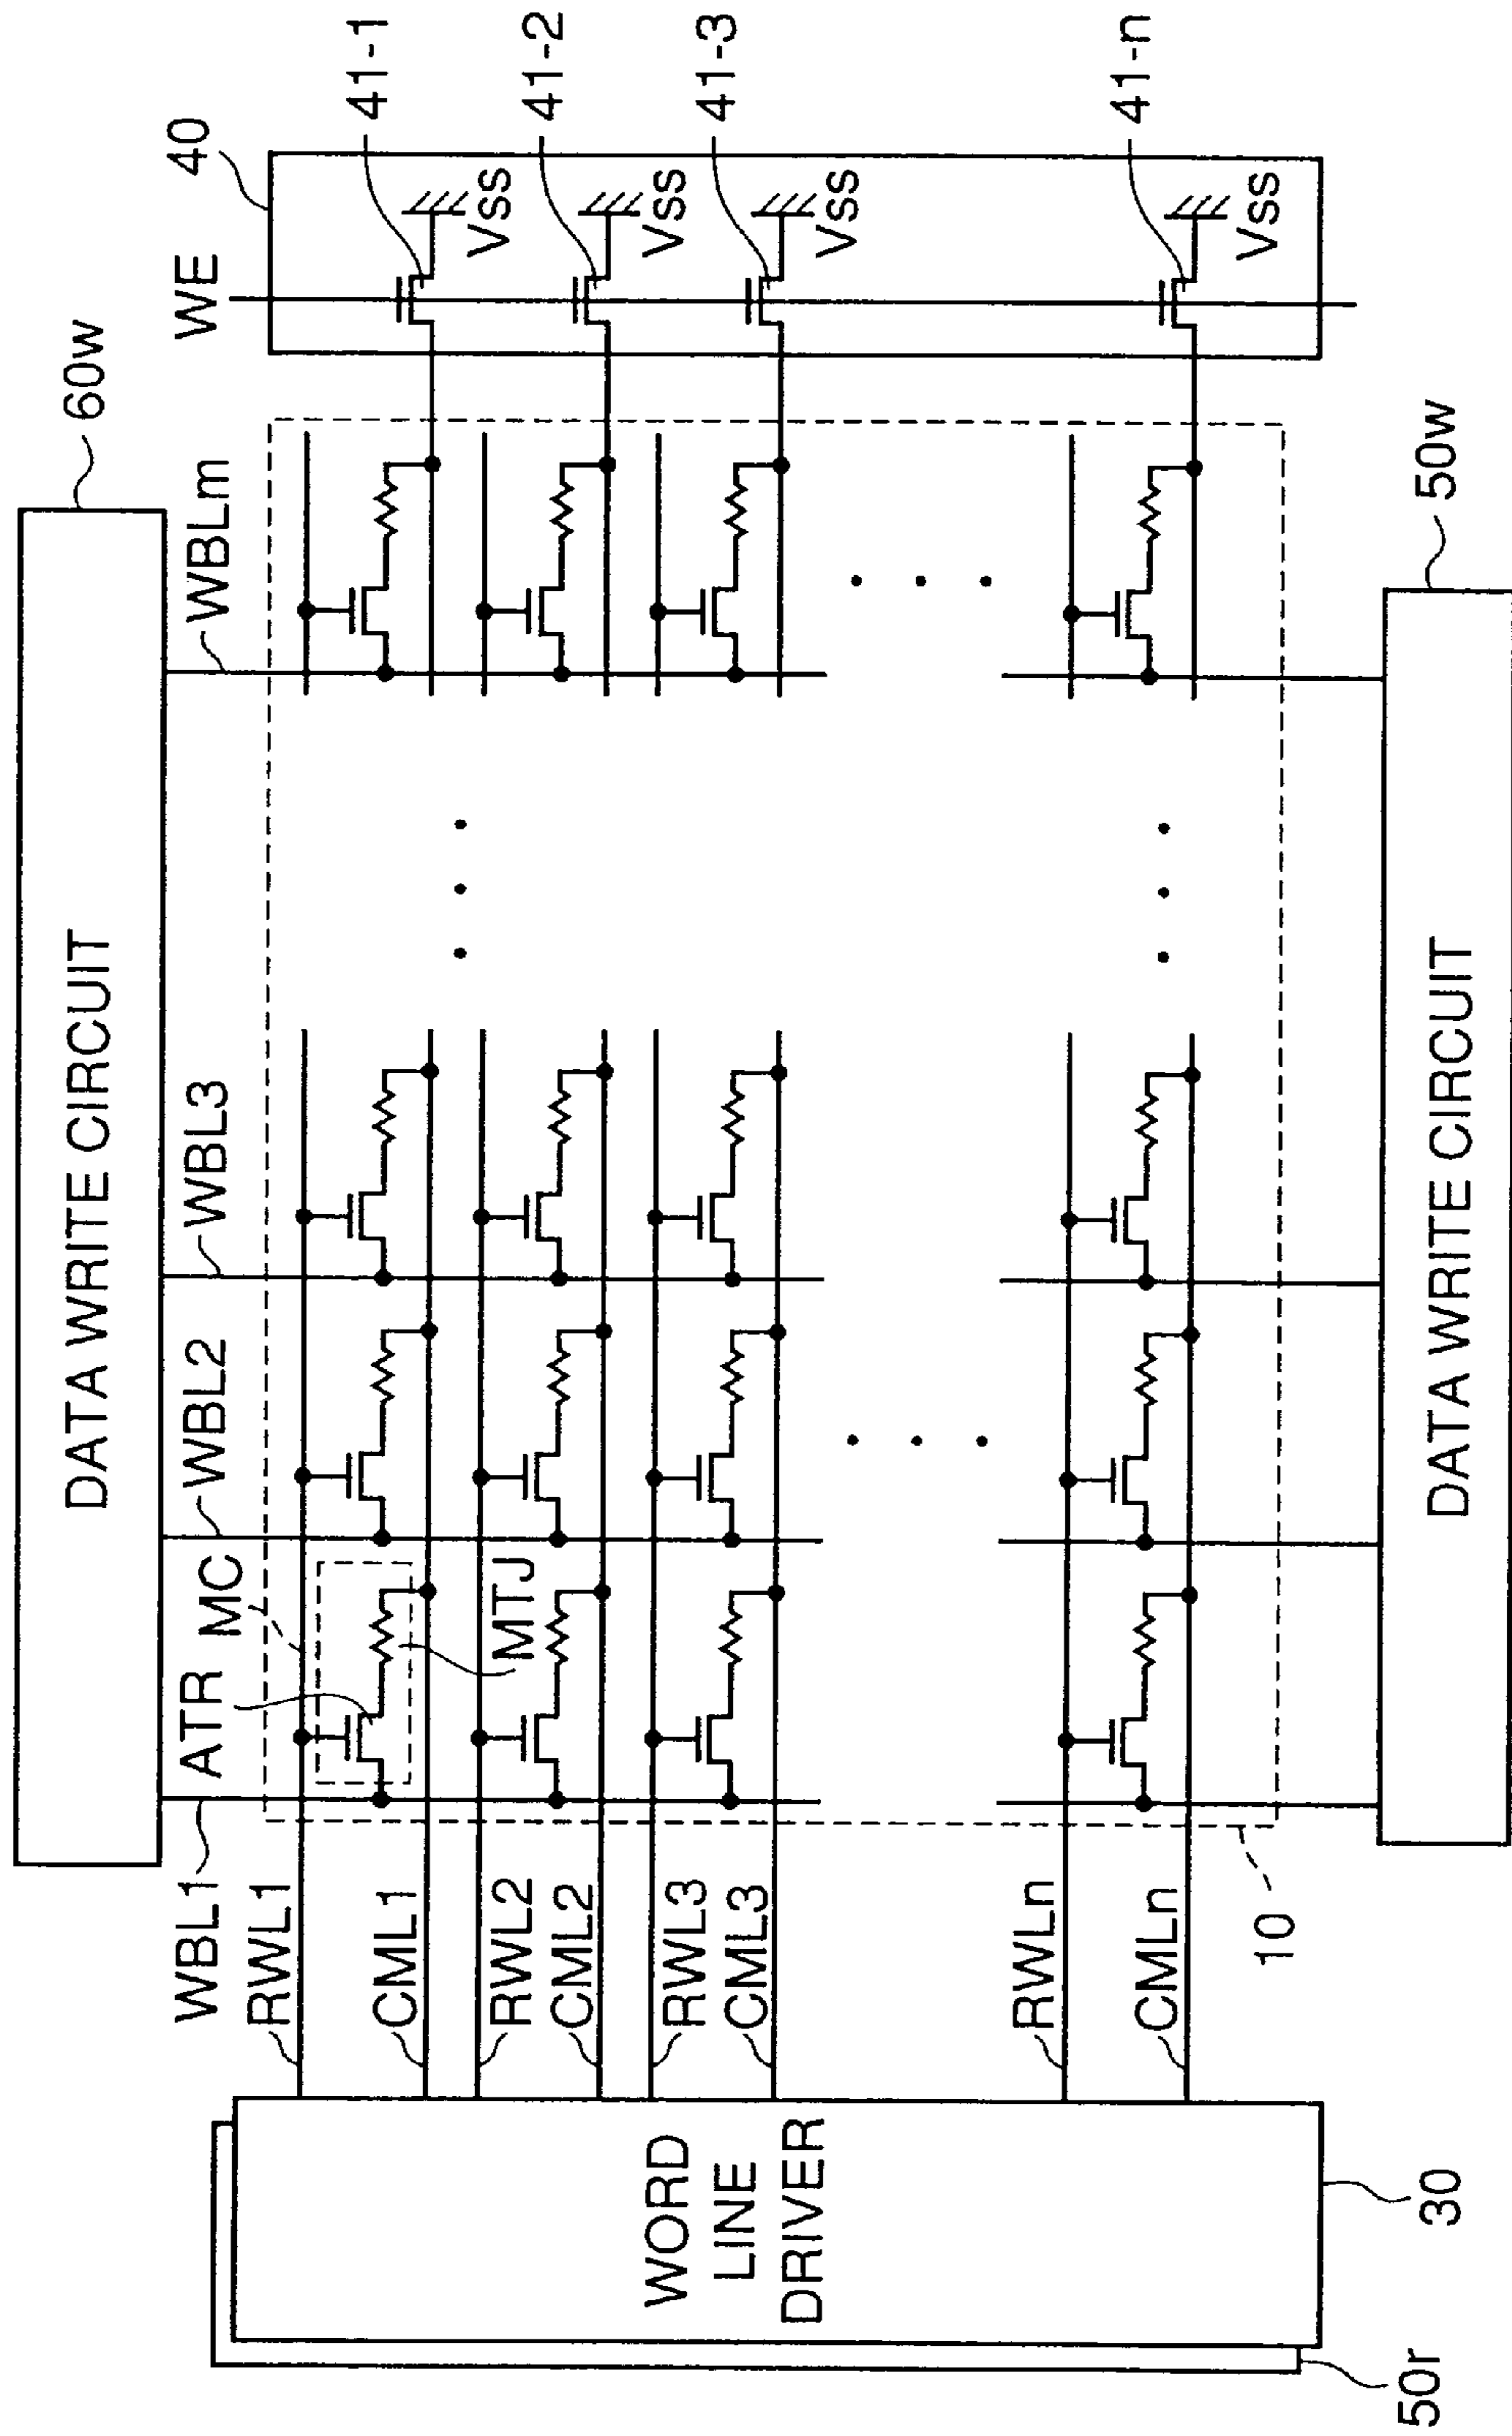 60w
DATA WRITE CIRCUIT
WBL1
ATR
MC
WBL2
WBL3
WBLm
WE
40
RWL1
CML1
RWL2
CML2
RWL3
CML3
RWLn
CMLn
MTJ
41-1
41-2
41-3
41-n
Vss
Vss
Vss
Vss
WORD
LINE
DRIVER
50r
30
10
DATA WRITE CIRCUIT
50w